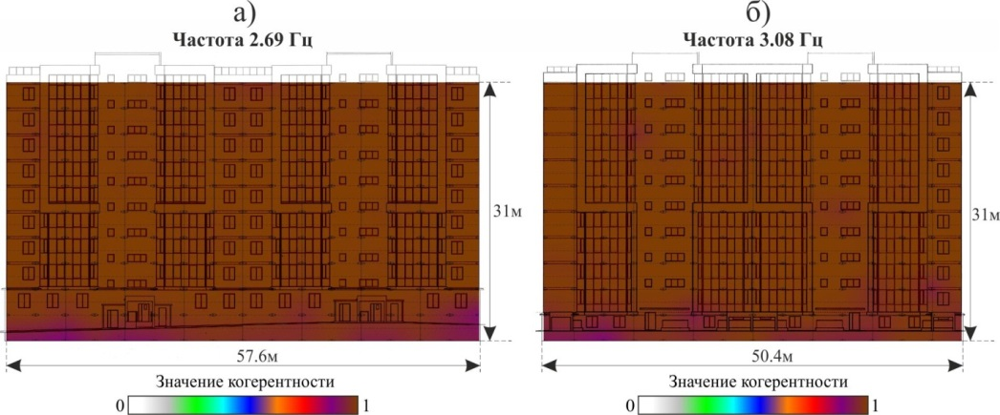 а)
Частота 2.69 Гц
31м
57.6м
Значение когерентности
0 1
б)
Частота 3.08 Гц
31м
50.4м
Значение когерентности
0 1